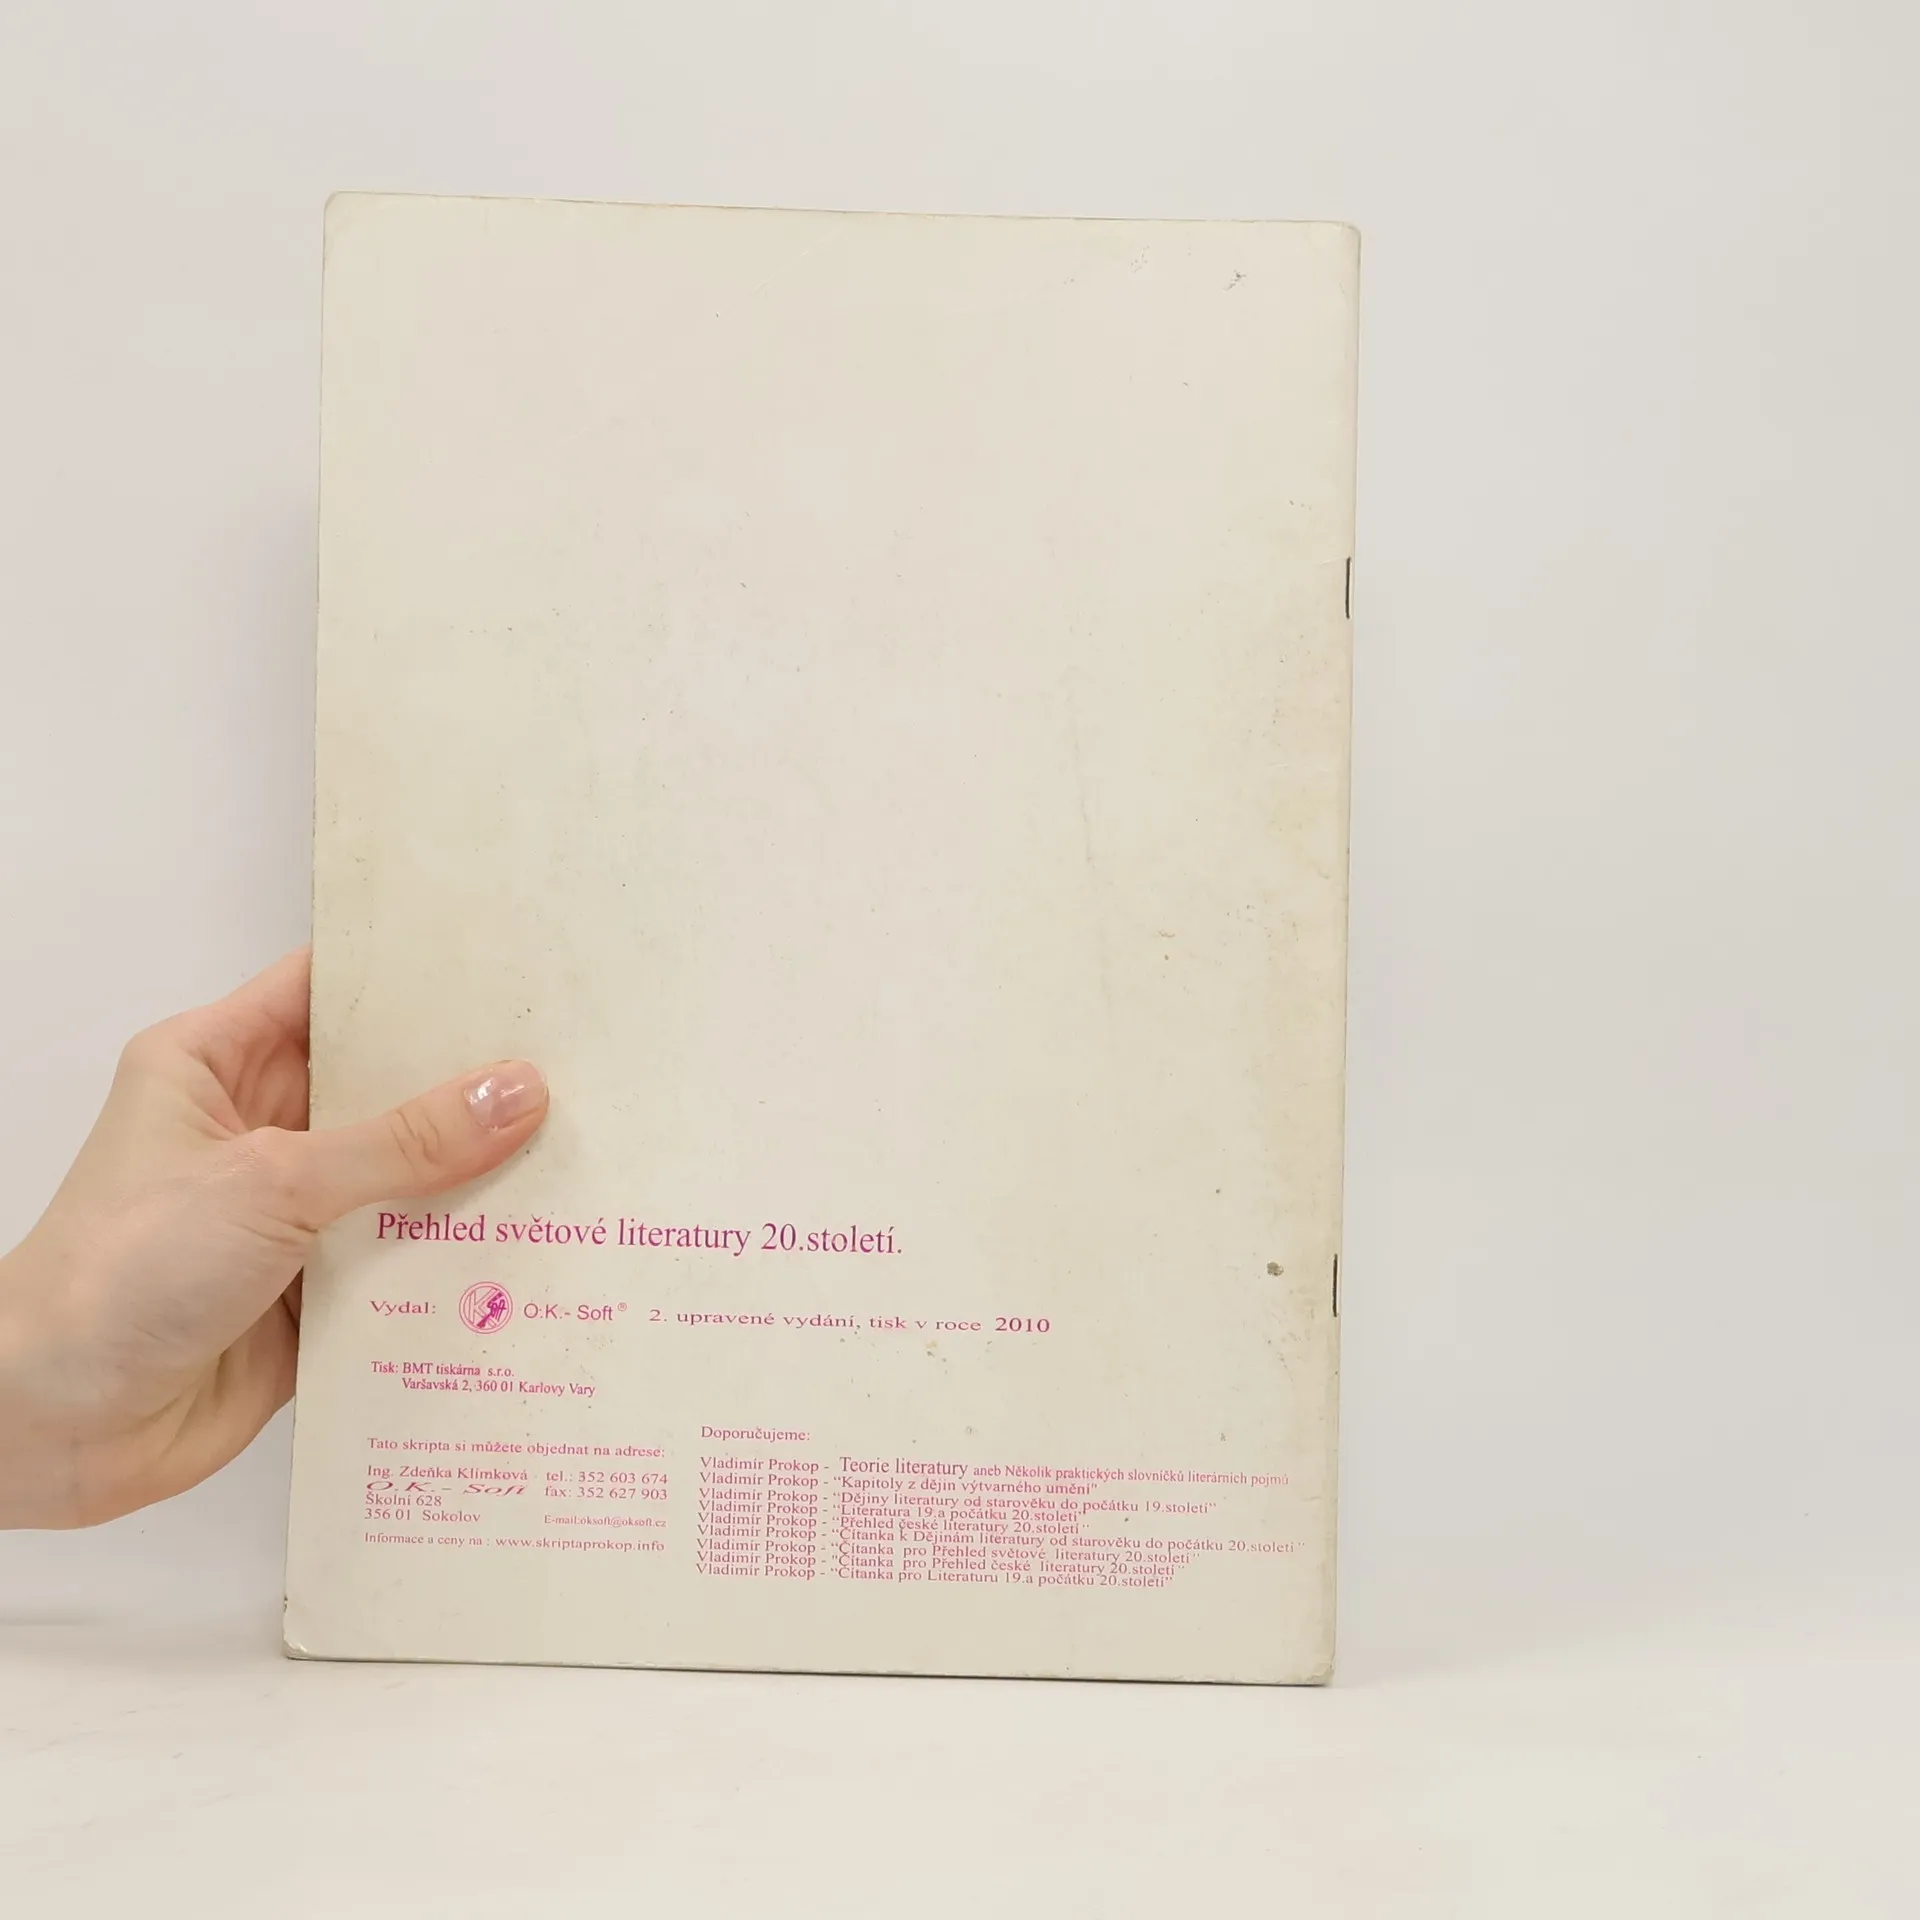 Přehled světové literatury 20.století.
Vydal: O.K.- Soft ® 2. upravené vydání, tisk v roce 2010
Tisk: BMT tiskárna s.r.o.
Varšavská 2, 360 01 Karlovy Vary
Tato skripta si můžete objednat na adrese:
Ing. Zdeňka Klímková tel.: 352 603 674
O.K. - Soft fax: 352 627 903
Školní 628
356 01 Sokolov E-mail:oksoft@oksoft.cz
Informace a ceny na : www.skriptaprokop.info
Doporučujeme:
Vladimír Prokop - Teorie literatury aneb Několik praktických slovníčků literárních pojmů
Vladimír Prokop - "Kapitoly z dějin výtvarného umění"
Vladimír Prokop - "Dějiny literatury od starověku do počátku 19.století"
Vladimír Prokop - "Literatura 19.a počátku 20.století"
Vladimír Prokop - "Přehled české literatury 20.století"
Vladimír Prokop - "Čítanka k Dějinám literatury od starověku do počátku 20.století "
Vladimír Prokop - "Čítanka pro Přehled světové literatury 20.století"
Vladimír Prokop - "Čítanka pro Přehled české literatury 20.století"
Vladimír Prokop - "Čítanka pro Literaturu 19.a počátku 20.století"